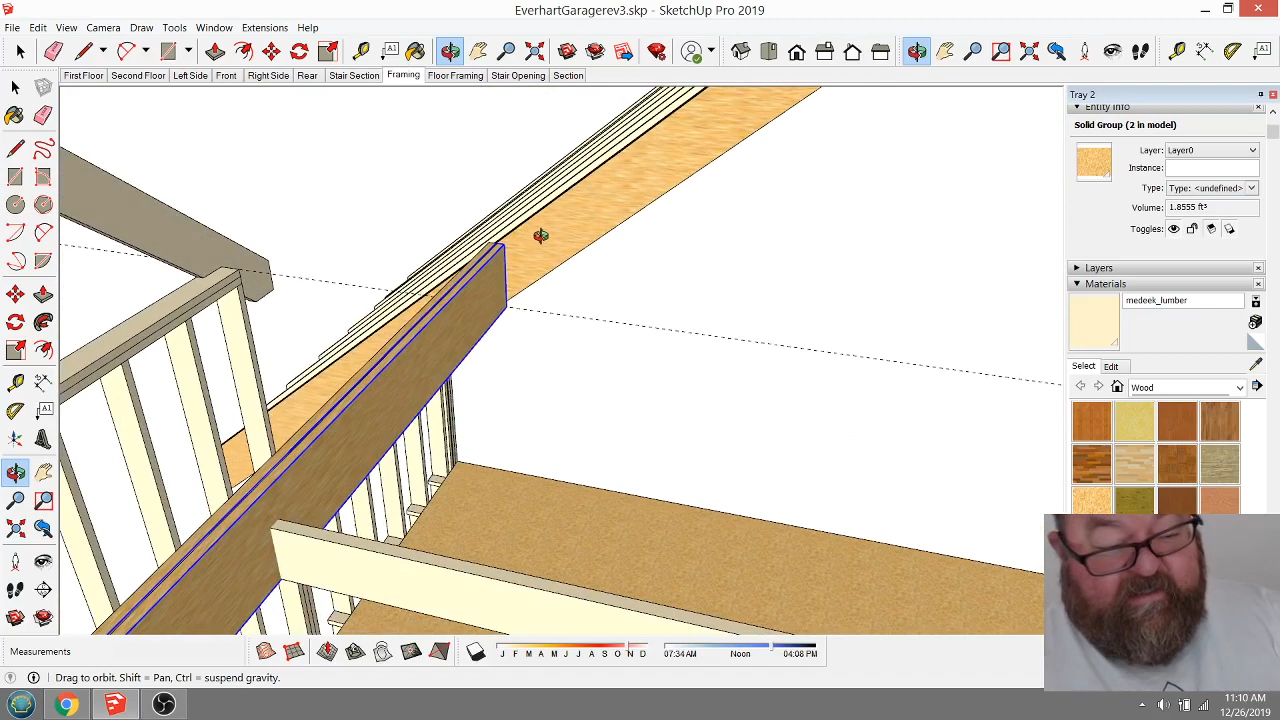 EverhartGaragerev3.skp - SketchUp Pro 2019
File Edit View Camera Draw Tools Window Extensions Help
First Floor Second Floor Left Side Front Right Side Rear Stair Section Framing Floor Framing Stair Opening Section
Tray 2
Entity Info
Solid Group (2 in model)
Layer: Layer0
Instance:
Type: Type: <undefined>
Volume: 1.8555 ft³
Toggles:
Layers
Materials
medeek_lumber
Select Edit
Wood
Measurements
J F M A M J J A S O N D
07:34 AM Noon 04:08 PM
Drag to orbit. Shift = Pan, Ctrl = suspend gravity.
11:10 AM
12/26/2019